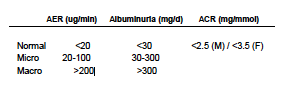 AER (ug/min) Albuminuria (mg/d) ACR (mg/mmol)
Normal <20 <30 <2.5 (M) / <3.5 (F)
Micro 20-100 30-300
Macro >200 >300